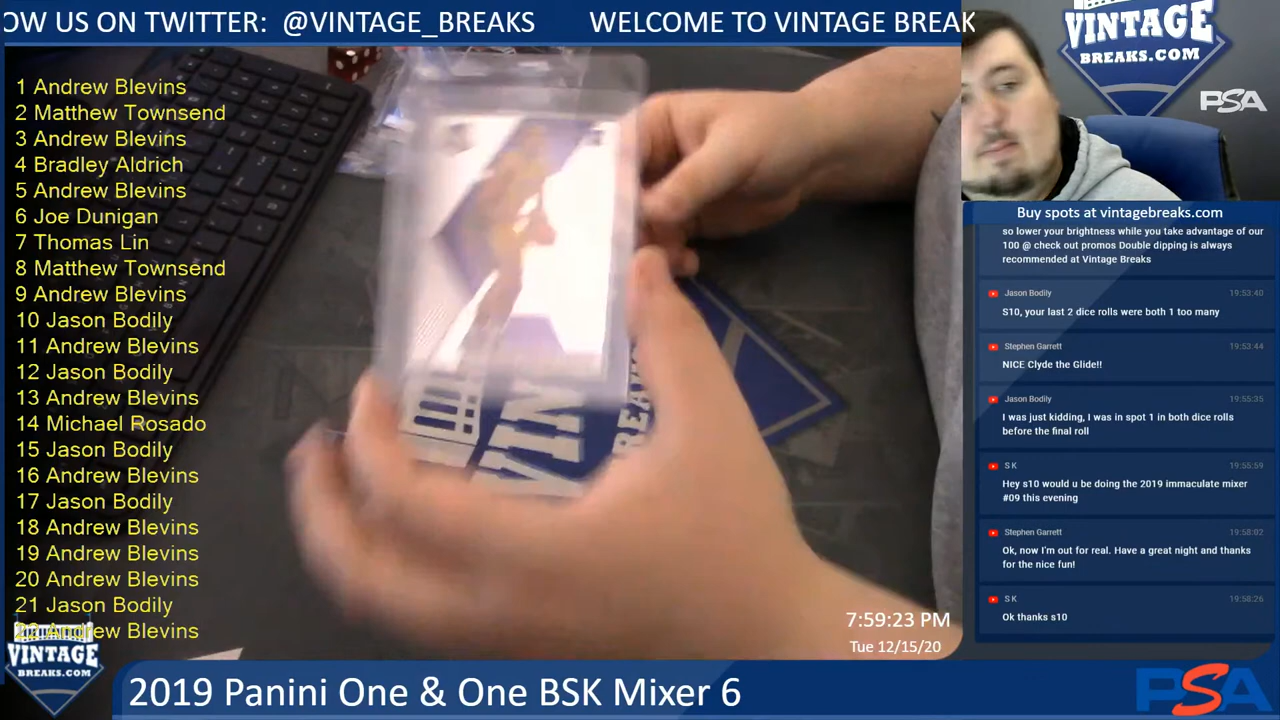 OW US ON TWITTER: @VINTAGE_BREAKS WELCOME TO VINTAGE BREAK
VINTAGE
BREAKS.COM
PSA
1 Andrew Blevins
2 Matthew Townsend
3 Andrew Blevins
4 Bradley Aldrich
5 Andrew Blevins
6 Joe Dunigan
7 Thomas Lin
8 Matthew Townsend
9 Andrew Blevins
10 Jason Bodily
11 Andrew Blevins
12 Jason Bodily
13 Andrew Blevins
14 Michael Rosado
15 Jason Bodily
16 Andrew Blevins
17 Jason Bodily
18 Andrew Blevins
19 Andrew Blevins
20 Andrew Blevins
21 Jason Bodily
22 Andrew Blevins
Buy spots at vintagebreaks.com
so lower your brightness while you take advantage of our
100 @ check out promos Double dipping is always
recommended at Vintage Breaks
Jason Bodily 19:53:40
S10, your last 2 dice rolls were both 1 too many
Stephen Garrett 19:53:44
NICE Clyde the Glide!!
Jason Bodily 19:55:35
I was just kidding, I was in spot 1 in both dice rolls
before the final roll
S K 19:55:59
Hey s10 would u be doing the 2019 immaculate mixer
#09 this evening
Stephen Garrett 19:58:02
Ok, now I'm out for real. Have a great night and thanks
for the nice fun!
S K 19:58:26
Ok thanks s10
7:59:23 PM
Tue 12/15/20
VINTAGE
BREAKS.COM
2019 Panini One & One BSK Mixer 6
PSA